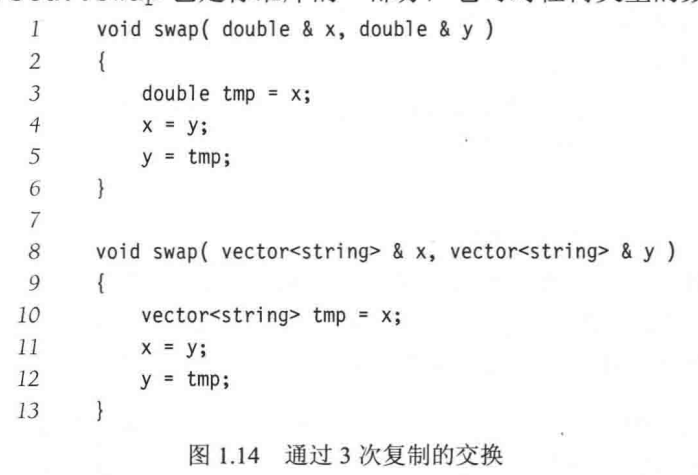 1 void swap( double & x, double & y )
2 {
3 double tmp = x;
4 x = y;
5 y = tmp;
6 }
7
8 void swap( vector<string> & x, vector<string> & y )
9 {
10 vector<string> tmp = x;
11 x = y;
12 y = tmp;
13 }
图 1.14 通过 3 次复制的交换